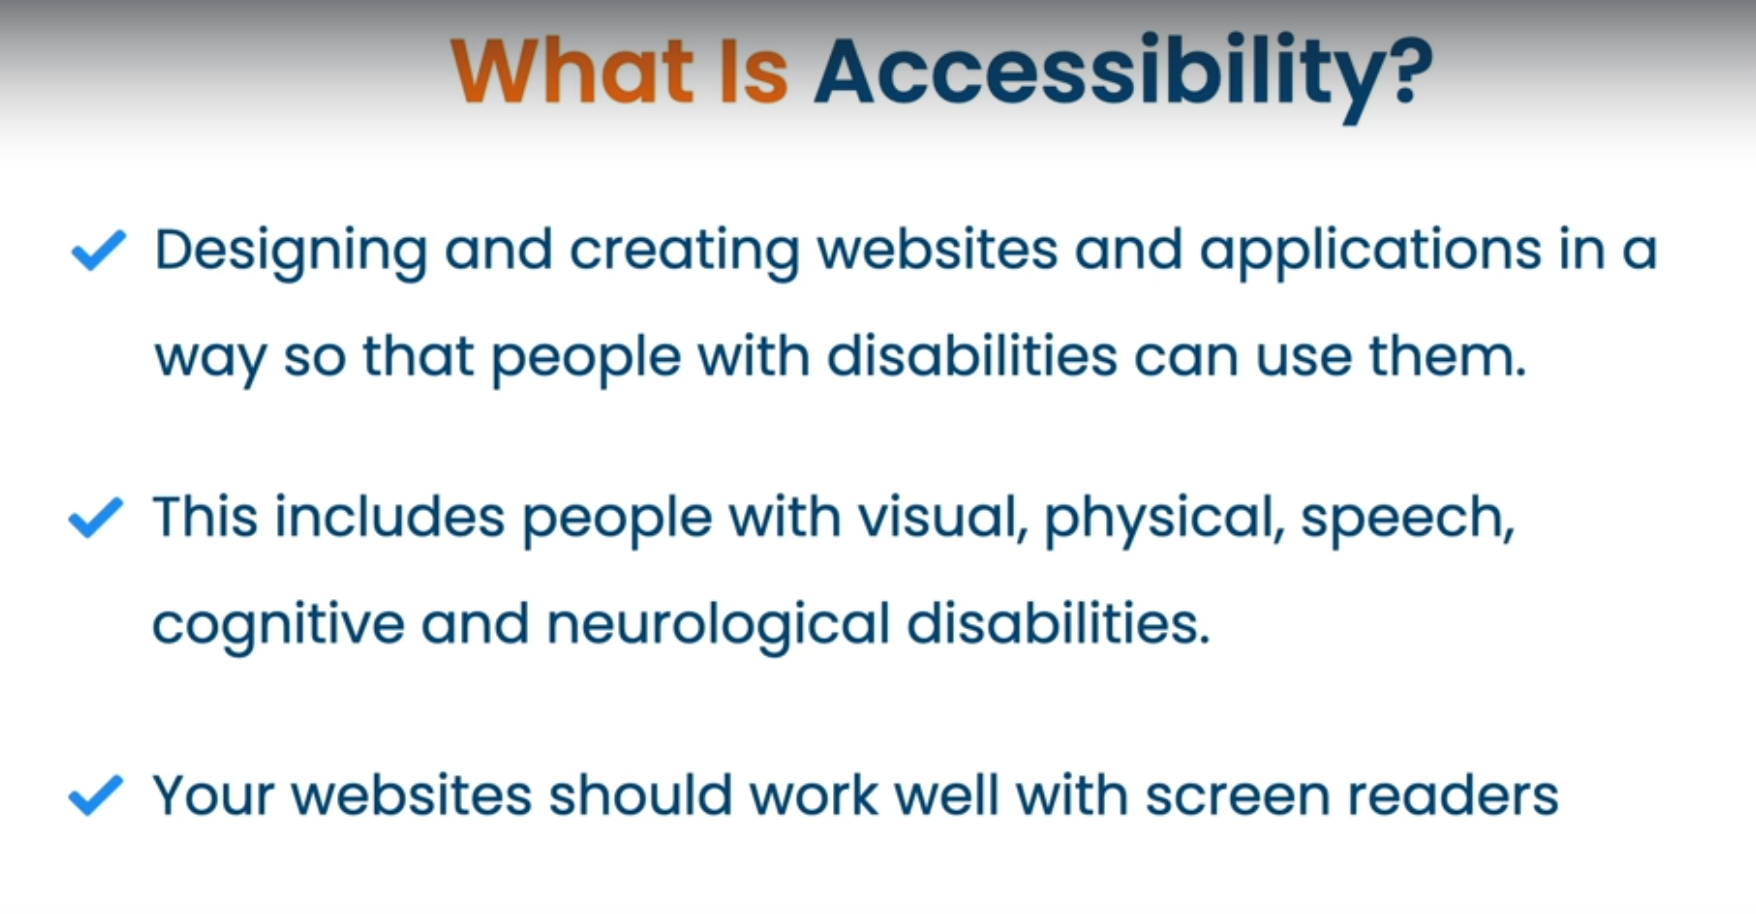 What Is Accessibility?
Designing and creating websites and applications in a
way so that people with disabilities can use them.
This includes people with visual, physical, speech,
cognitive and neurological disabilities.
Your websites should work well with screen readers